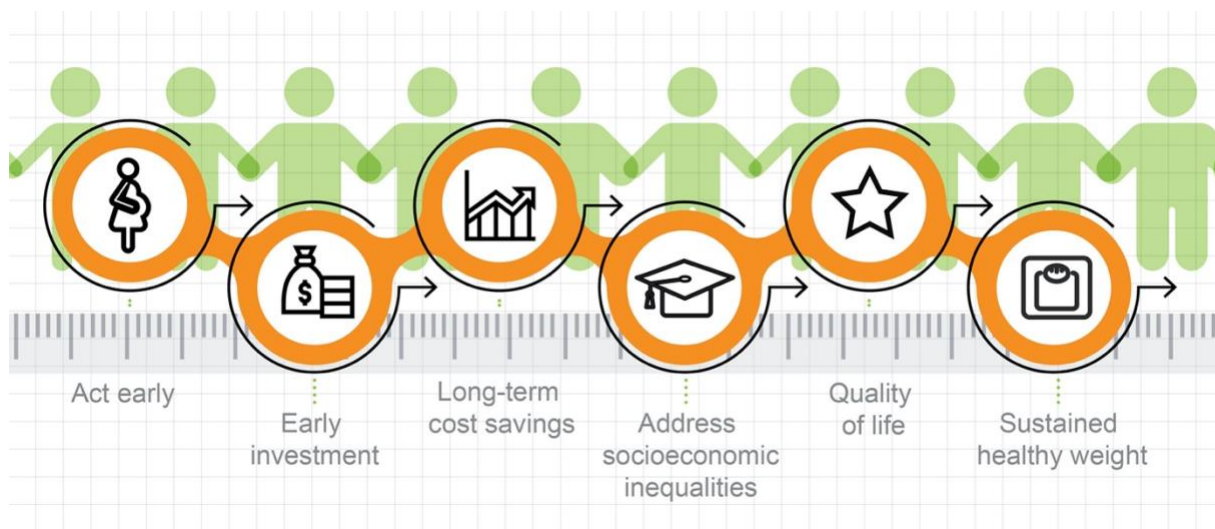 $
Act early
Early
investment
Long-term
cost savings
Address
socioeconomic
inequalities
Quality
of life
Sustained
healthy weight